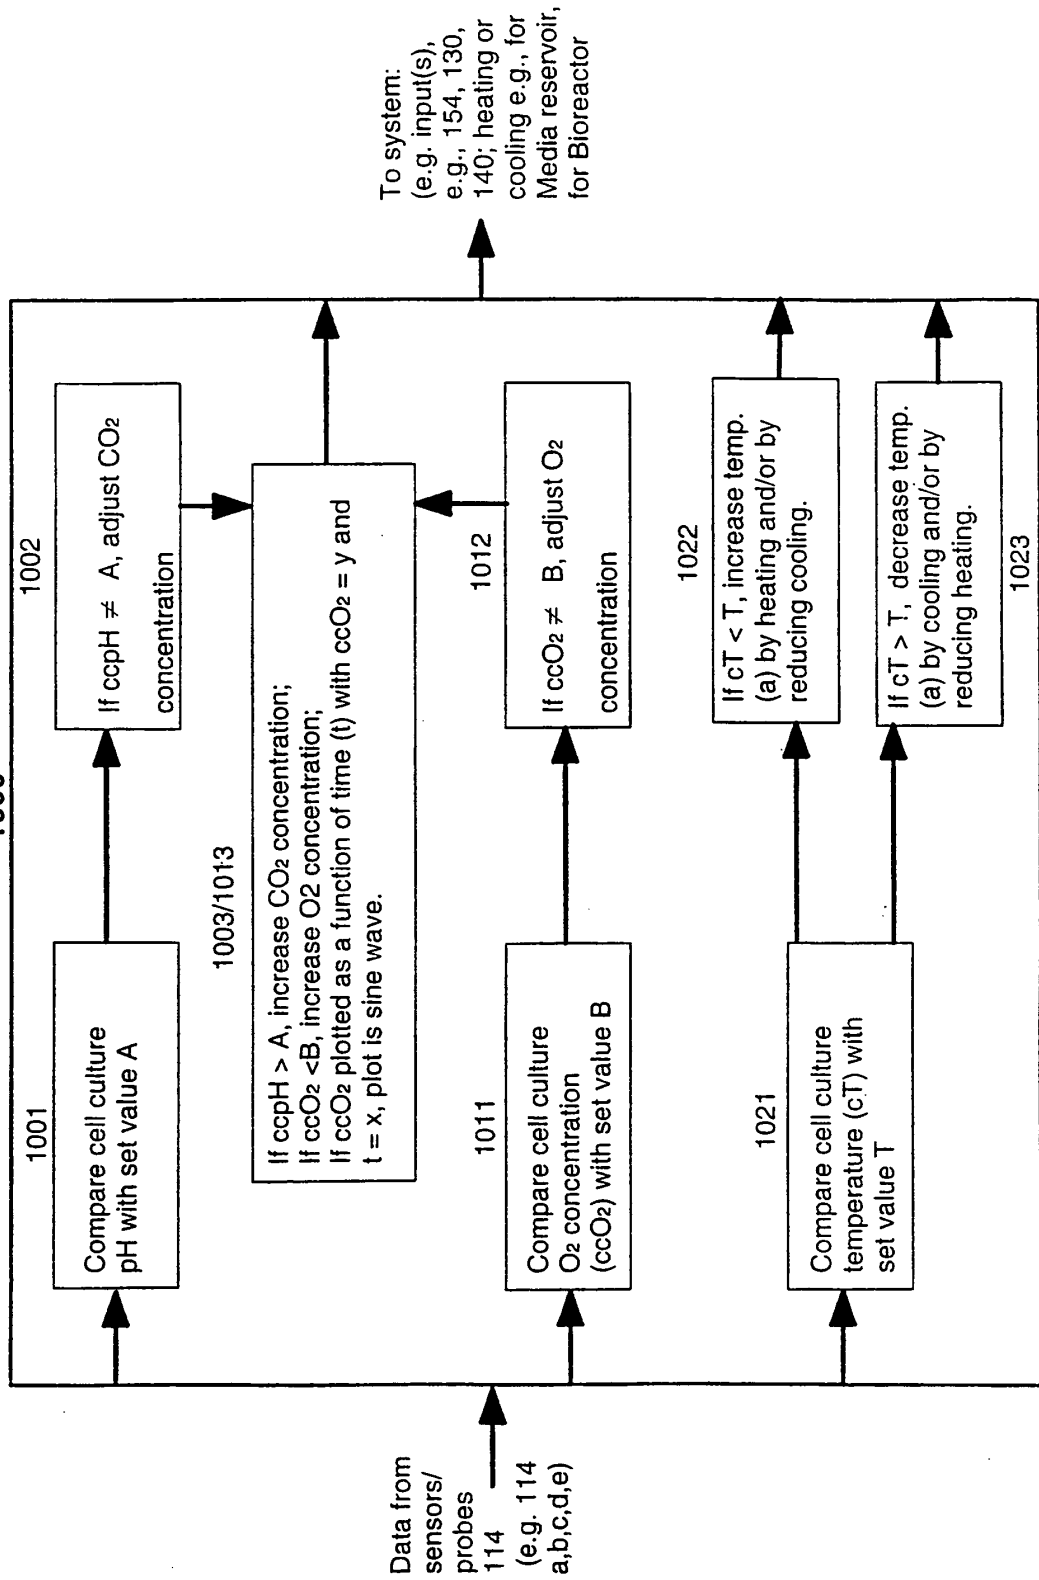 Data from
sensors/
probes
114
(e.g. 114
a,b,c,d,e)
1001
Compare cell culture
pH with set value A
1002
If ccpH ≠ A, adjust CO2
concentration
1003/1013
If ccpH > A, increase CO2 concentration;
If ccO2 <B, increase O2 concentration;
If ccO2 plotted as a function of time (t) with ccO2 = y and
t = x, plot is sine wave.
1011
Compare cell culture
O2 concentration
(ccO2) with set value B
1012
If ccO2 ≠ B, adjust O2
concentration
1021
Compare cell culture
temperature (cT) with
set value T
1022
If cT < T, increase temp.
(a) by heating and/or by
reducing cooling.
If cT > T, decrease temp.
(a) by cooling and/or by
reducing heating.
1023
To system:
(e.g. input(s),
e.g., 154, 130,
140; heating or
cooling e.g., for
Media reservoir,
for Bioreactor